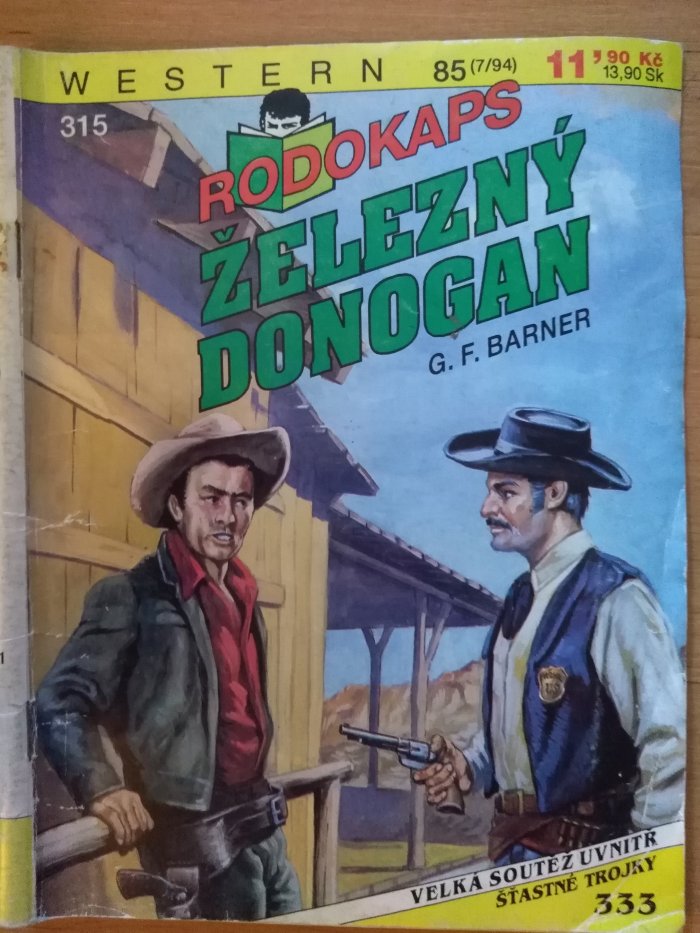 WESTERN 85 (7/94) 11,90 Kč
13,90 Sk
315
RODOKAPS
ŽELEZNÝ
DONOGAN
G. F. BARNER
1
VELKÁ SOUTĚŽ UVNITŘ
ŠŤASTNÉ TROJKY
333